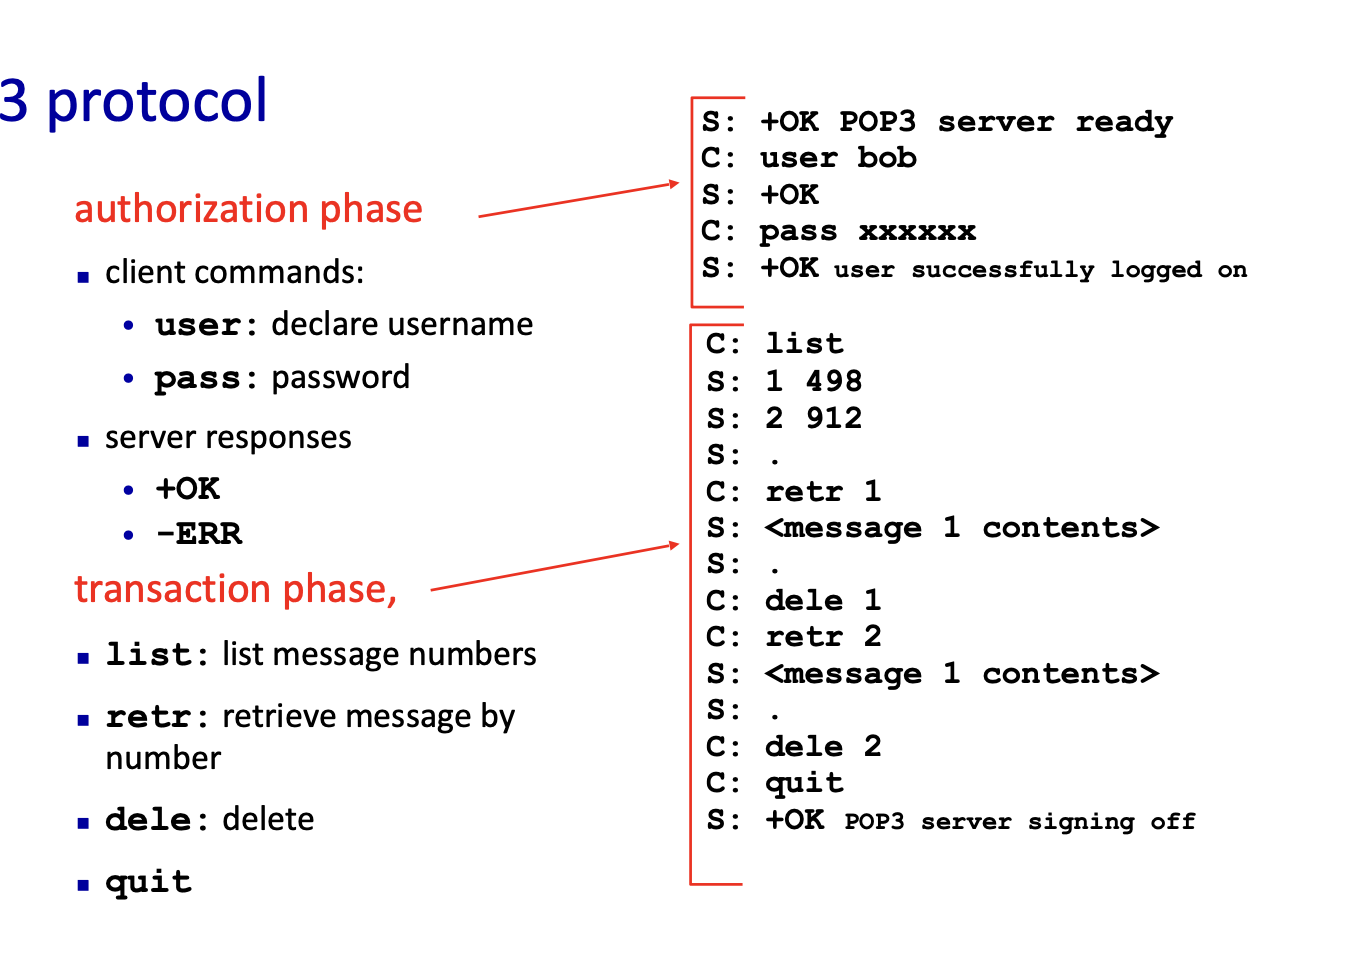 3 protocol
authorization phase
client commands:
user: declare username
pass: password
server responses
+OK
-ERR
transaction phase,
list: list message numbers
retr: retrieve message by
number
dele: delete
quit
S: +OK POP3 server ready
C: user bob
S: +OK
C: pass xxxxxx
S: +OK user successfully logged on
C: list
S: 1 498
S: 2 912
S: .
C: retr 1
S: <message 1 contents>
S: .
C: dele 1
C: retr 2
S: <message 1 contents>
S: .
C: dele 2
C: quit
S: +OK POP3 server signing off